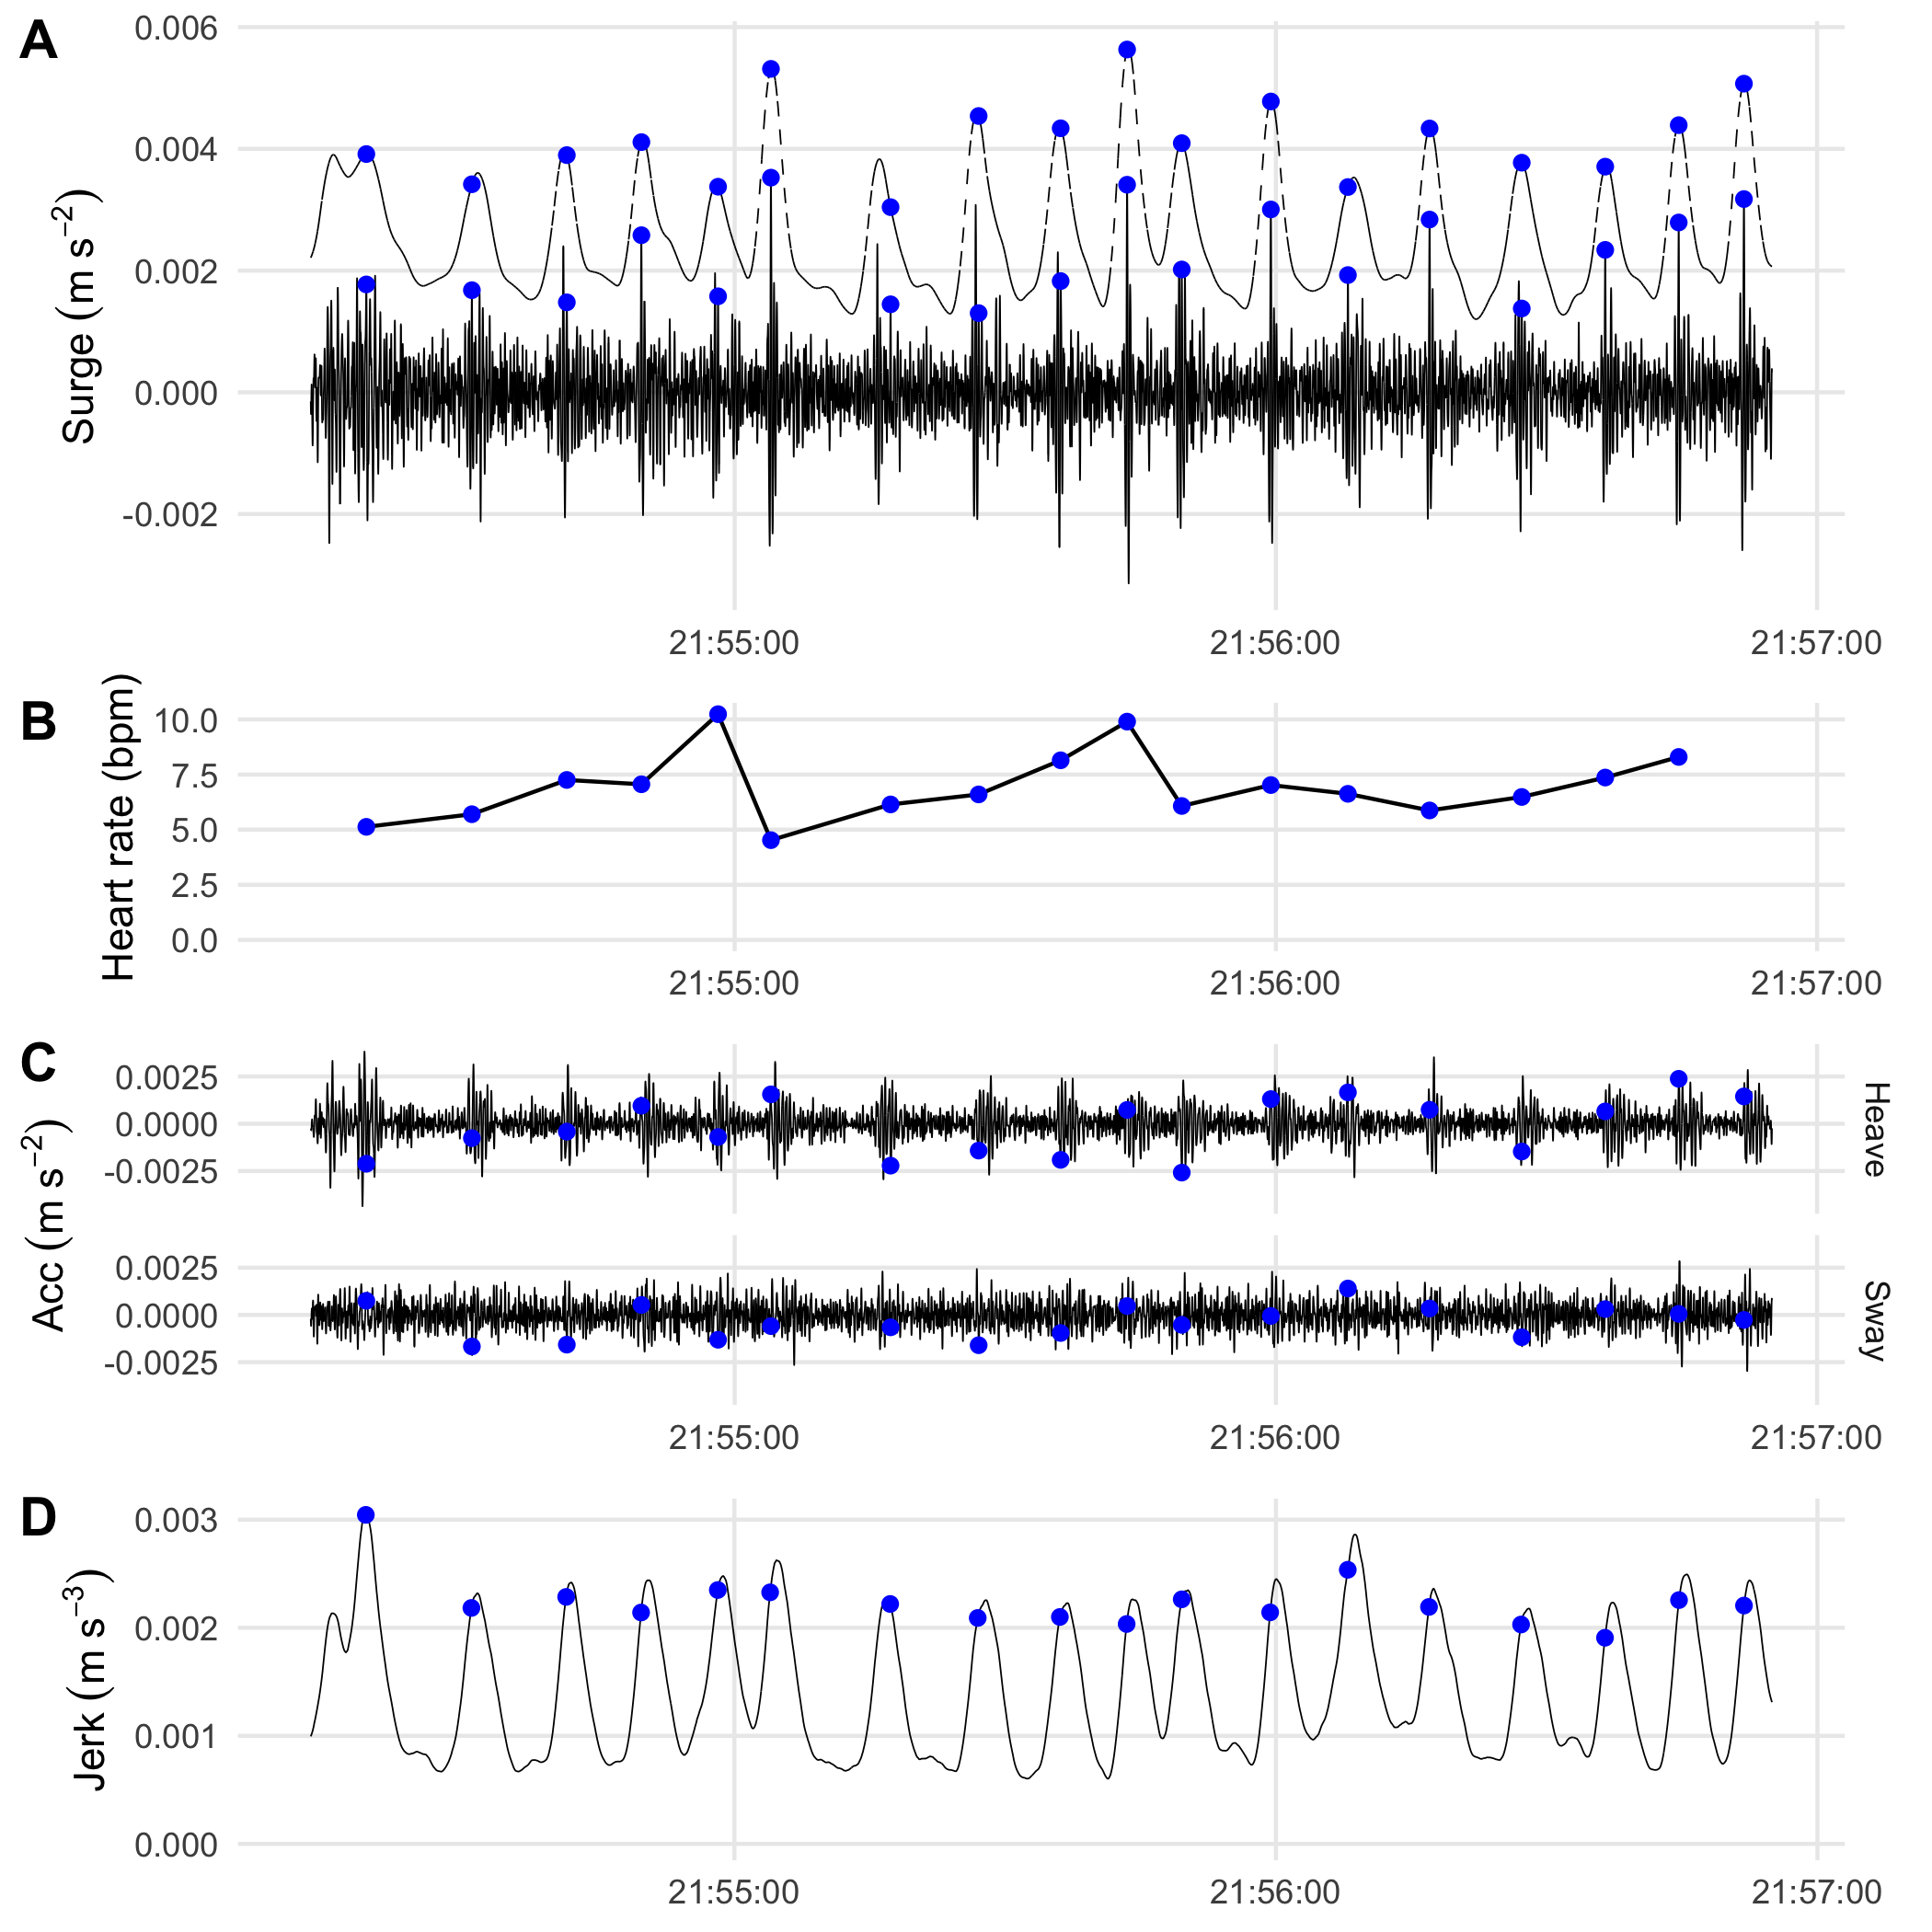 A
Surge (m s⁻²)
0.006
0.004
0.002
0.000
-0.002
21:55:00 21:56:00 21:57:00
B
Heart rate (bpm)
10.0
7.5
5.0
2.5
0.0
21:55:00 21:56:00 21:57:00
C
Acc (m s⁻²)
0.0025
0.0000
-0.0025
Heave
0.0025
0.0000
-0.0025
Sway
21:55:00 21:56:00 21:57:00
D
Jerk (m s⁻³)
0.003
0.002
0.001
0.000
21:55:00 21:56:00 21:57:00